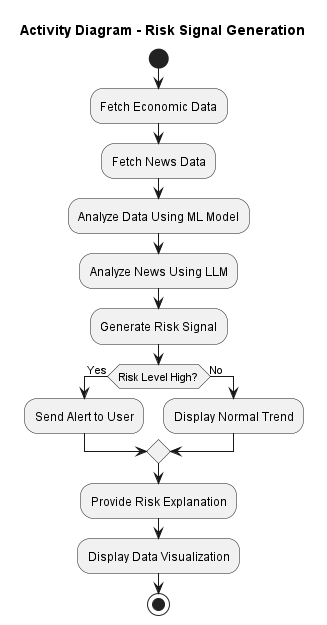 Activity Diagram - Risk Signal Generation
Fetch Economic Data
Fetch News Data
Analyze Data Using ML Model
Analyze News Using LLM
Generate Risk Signal
Yes
Risk Level High?
No
Send Alert to User
Display Normal Trend
Provide Risk Explanation
Display Data Visualization